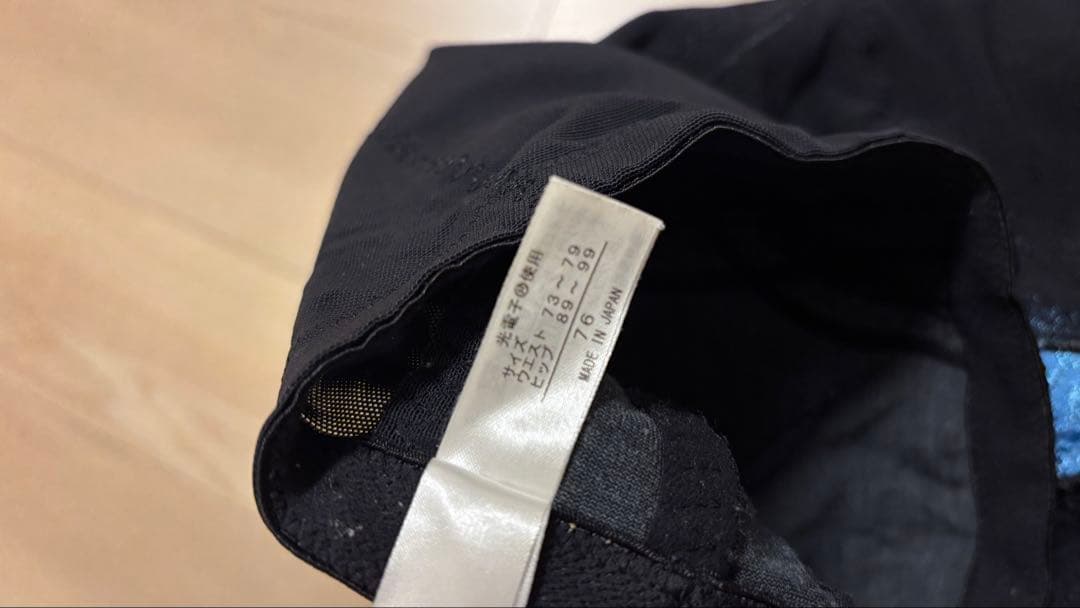 光電子®使用
サイズ
ウエスト 73～79
ヒップ 89～99
76
MADE IN JAPAN